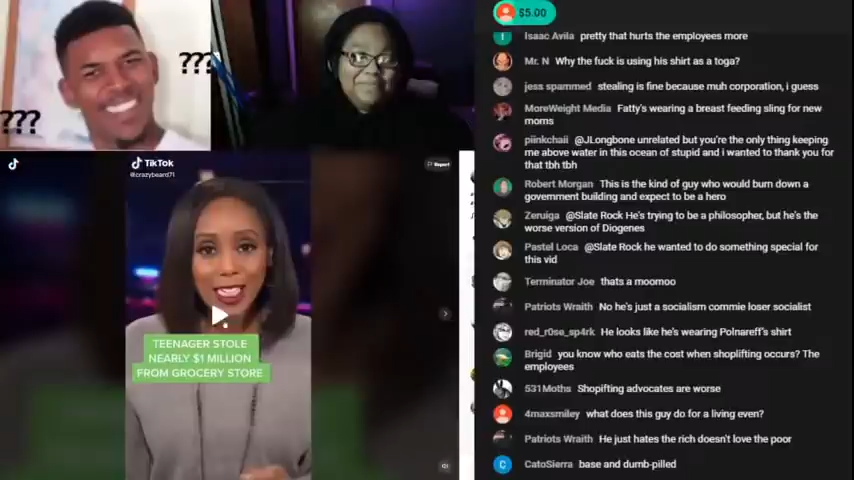 ???
???
TikTok
@crazybeard71
Report
TEENAGER STOLE
NEARLY $1 MILLION
FROM GROCERY STORE
$5.00
Isaac Avila pretty that hurts the employees more
Mr. N Why the fuck is using his shirt as a toga?
jess spammed stealing is fine because muh corporation, i guess
MoreWeight Media Fatty's wearing a breast feeding sling for new
moms
piinkchaii @JLongbone unrelated but you're the only thing keeping
me above water in this ocean of stupid and i wanted to thank you for
that tbh tbh
Robert Morgan This is the kind of guy who would burn down a
government building and expect to be a hero
Zeruiga @Slate Rock He's trying to be a philosopher, but he's the
worse version of Diogenes
Pastel Loca @Slate Rock he wanted to do something special for
this vid
Terminator Joe thats a moomoo
Patriots Wraith No he's just a socialism commie loser socialist
red_r0se_sp4rk He looks like he's wearing Polnareff's shirt
Brigid you know who eats the cost when shoplifting occurs? The
employees
531Moths Shopifting advocates are worse
4maxsmiley what does this guy do for a living even?
Patriots Wraith He just hates the rich doesn't love the poor
C CatoSierra base and dumb-pilled